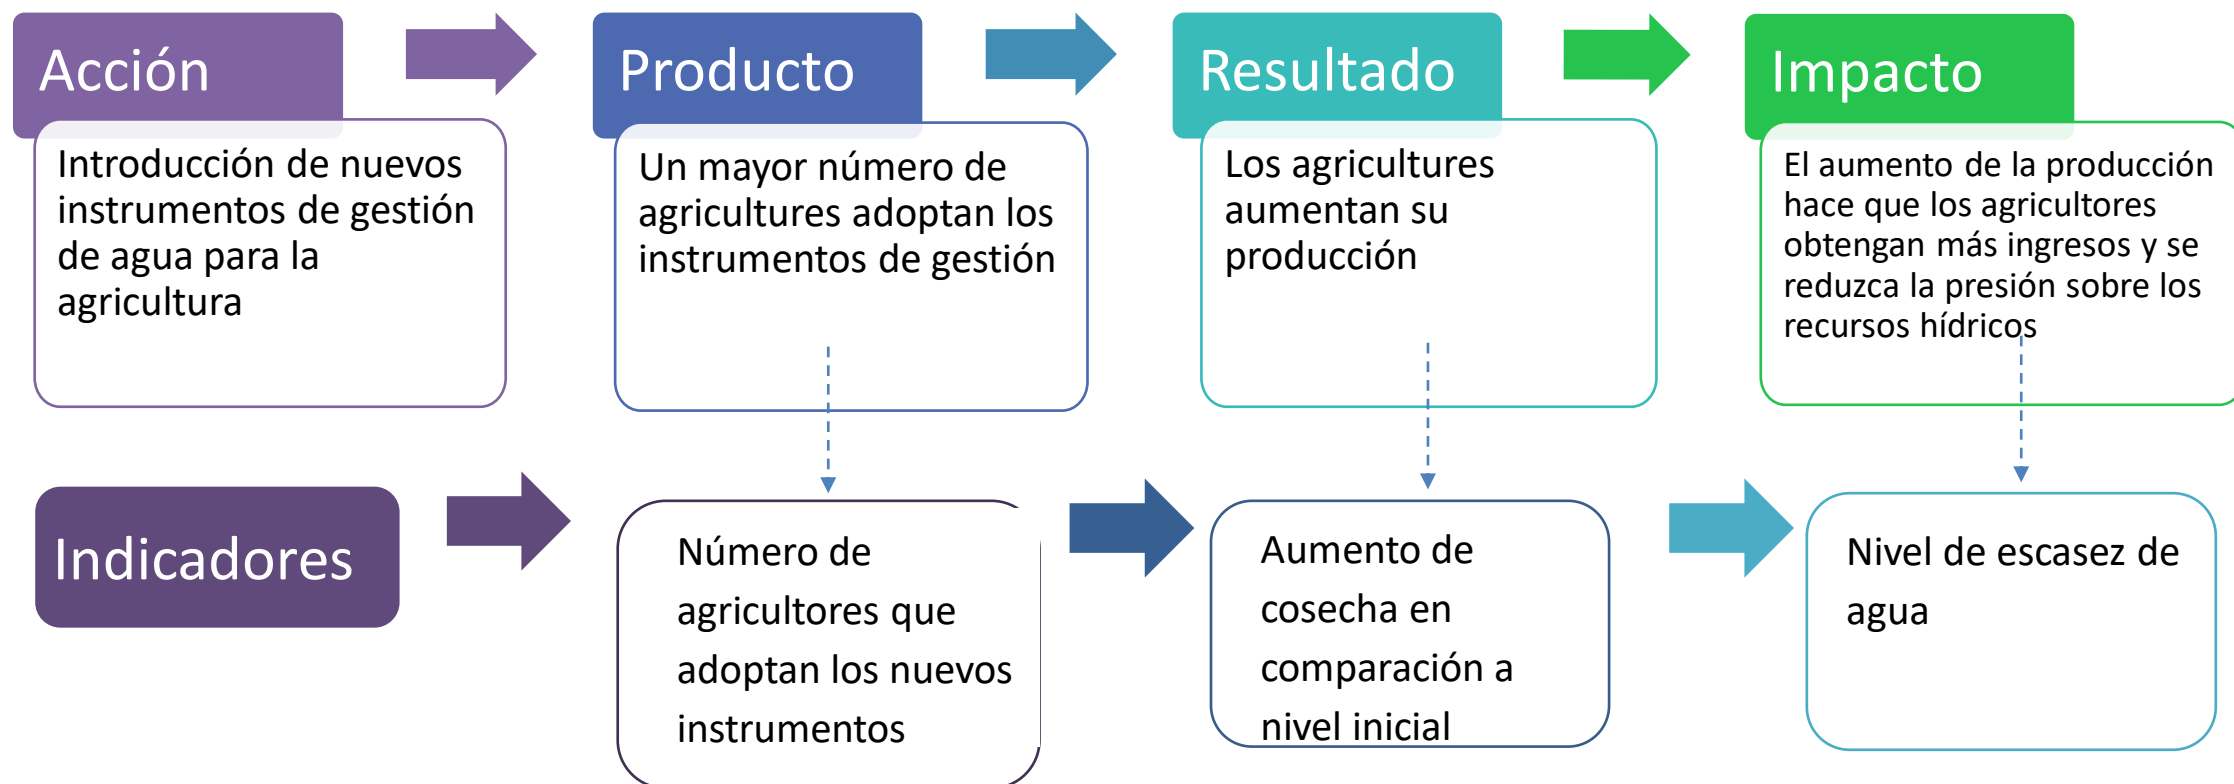 Acción
Introducción de nuevos
instrumentos de gestión
de agua para la
agricultura
Producto
Un mayor número de
agricultures adoptan los
instrumentos de gestión
Resultado
Los agricultures
aumentan su
producción
Impacto
El aumento de la producción
hace que los agricultores
obtengan más ingresos y se
reduzca la presión sobre los
recursos hídricos
Indicadores
Número de
agricultores que
adoptan los nuevos
instrumentos
Aumento de
cosecha en
comparación a
nivel inicial
Nivel de escasez de
agua